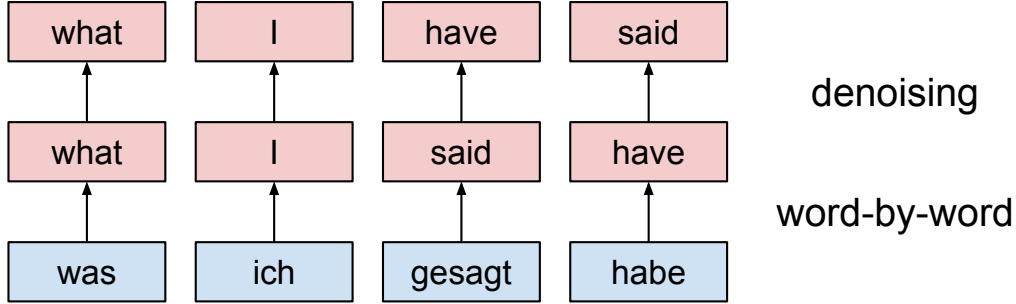 what I have said
denoising
what I said have
word-by-word
was ich gesagt habe